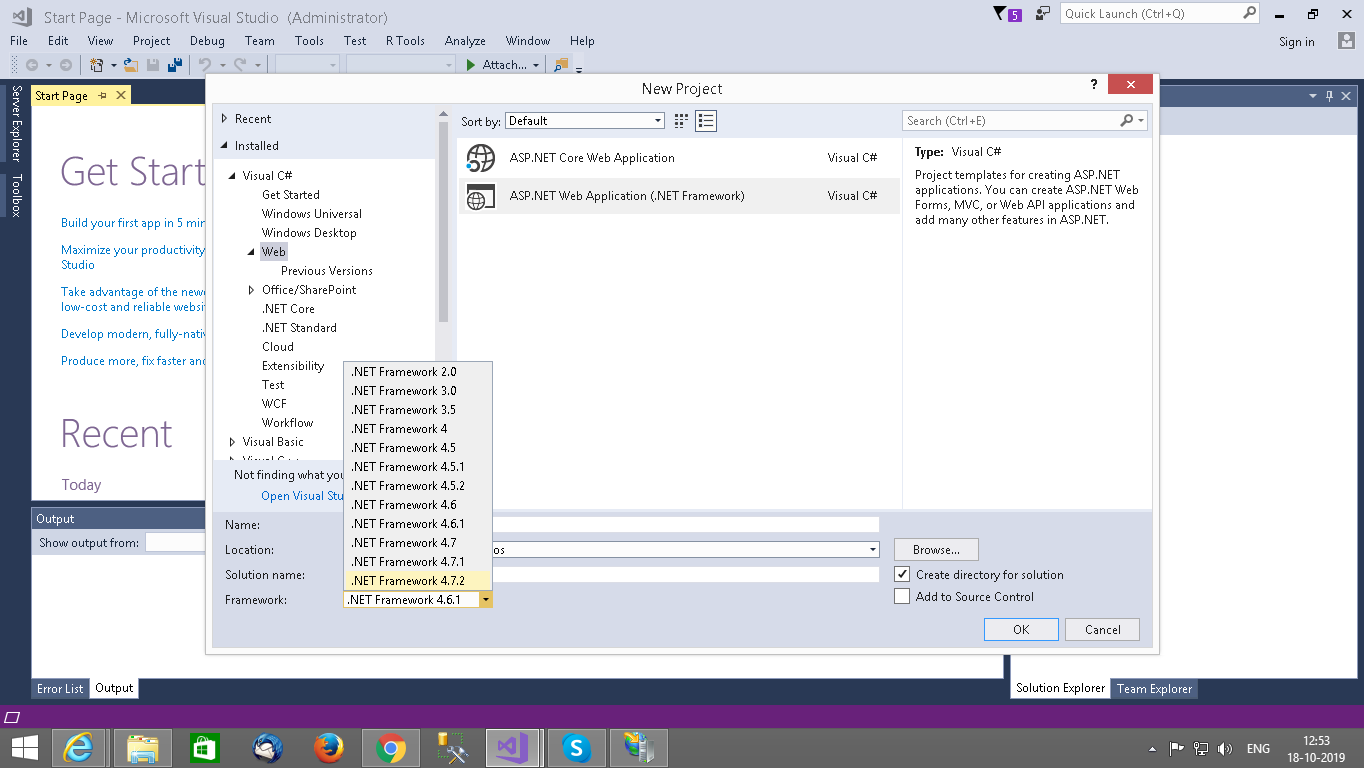 Start Page - Microsoft Visual Studio (Administrator)
5
Quick Launch (Ctrl+Q)
File Edit View Project Debug Team Tools Test R Tools Analyze Window Help
Sign in
Attach...
Server Explorer
Toolbox
Start Page
Get Start
Build your first app in 5 min
Maximize your productivity
Studio
Take advantage of the new
low-cost and reliable websi
Develop modern, fully-nativ
Produce more, fix faster and
Recent
Today
Output
Show output from:
Error List Output
New Project
?
Recent
Installed
Visual C#
Get Started
Windows Universal
Windows Desktop
Web
Previous Versions
Office/SharePoint
.NET Core
.NET Standard
Cloud
Extensibility
Test
WCF
Workflow
Visual Basic
Visual C++
Not finding what you
Open Visual Stu
Sort by: Default
ASP.NET Core Web Application Visual C#
ASP.NET Web Application (.NET Framework) Visual C#
Search (Ctrl+E)
Type: Visual C#
Project templates for creating ASP.NET
applications. You can create ASP.NET Web
Forms, MVC, or Web API applications and
add many other features in ASP.NET.
.NET Framework 2.0
.NET Framework 3.0
.NET Framework 3.5
.NET Framework 4
.NET Framework 4.5
.NET Framework 4.5.1
.NET Framework 4.5.2
.NET Framework 4.6
.NET Framework 4.6.1
.NET Framework 4.7
.NET Framework 4.7.1
.NET Framework 4.7.2
Name:
Location: os Browse...
Solution name: Create directory for solution
Framework: .NET Framework 4.6.1 Add to Source Control
OK Cancel
Solution Explorer Team Explorer
ENG
12:53
18-10-2019